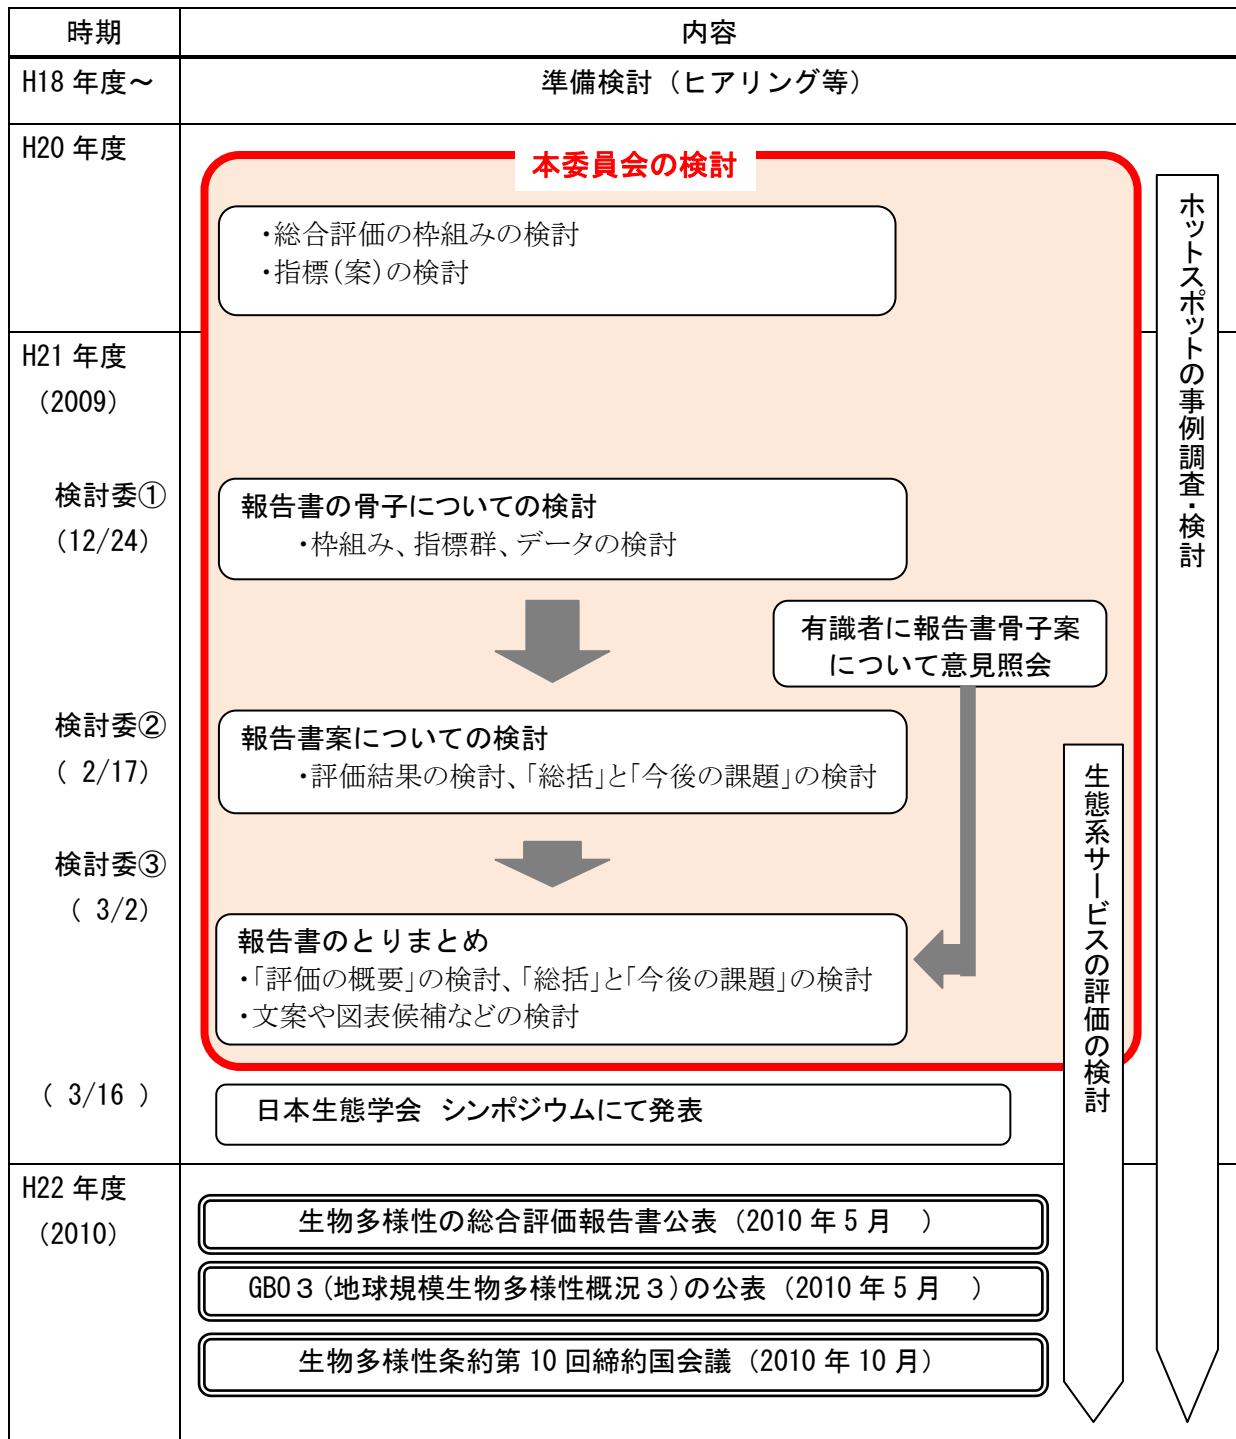 時期
内容
H18 年度～
準備検討（ヒアリング等）
H20 年度
本委員会の検討
・総合評価の枠組みの検討
・指標（案）の検討
H21 年度
（2009）
検討委①
（12/24）
報告書の骨子についての検討
・枠組み、指標群、データの検討
有識者に報告書骨子案
について意見照会
検討委②
（ 2/17）
報告書案についての検討
・評価結果の検討、「総括」と「今後の課題」の検討
検討委③
（ 3/2）
報告書のとりまとめ
・「評価の概要」の検討、「総括」と「今後の課題」の検討
・文案や図表候補などの検討
（ 3/16 ）
日本生態学会　シンポジウムにて発表
H22 年度
（2010）
生物多様性の総合評価報告書公表（2010 年 5 月　）
GBO３（地球規模生物多様性概況３）の公表（2010 年 5 月　）
生物多様性条約第 10 回締約国会議（2010 年 10 月）
生態系サービスの評価の検討
ホットスポットの事例調査・検討